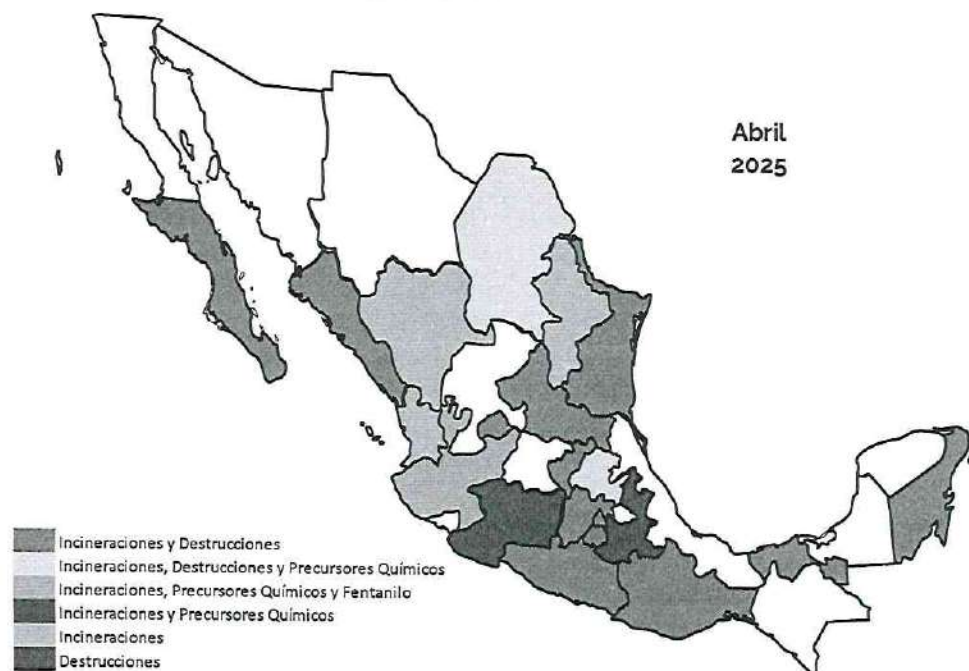 Abril
2025
Incineraciones y Destrucciones
Incineraciones, Destrucciones y Precursores Químicos
Incineraciones, Precursores Químicos y Fentanilo
Incineraciones y Precursores Químicos
Incineraciones
Destrucciones